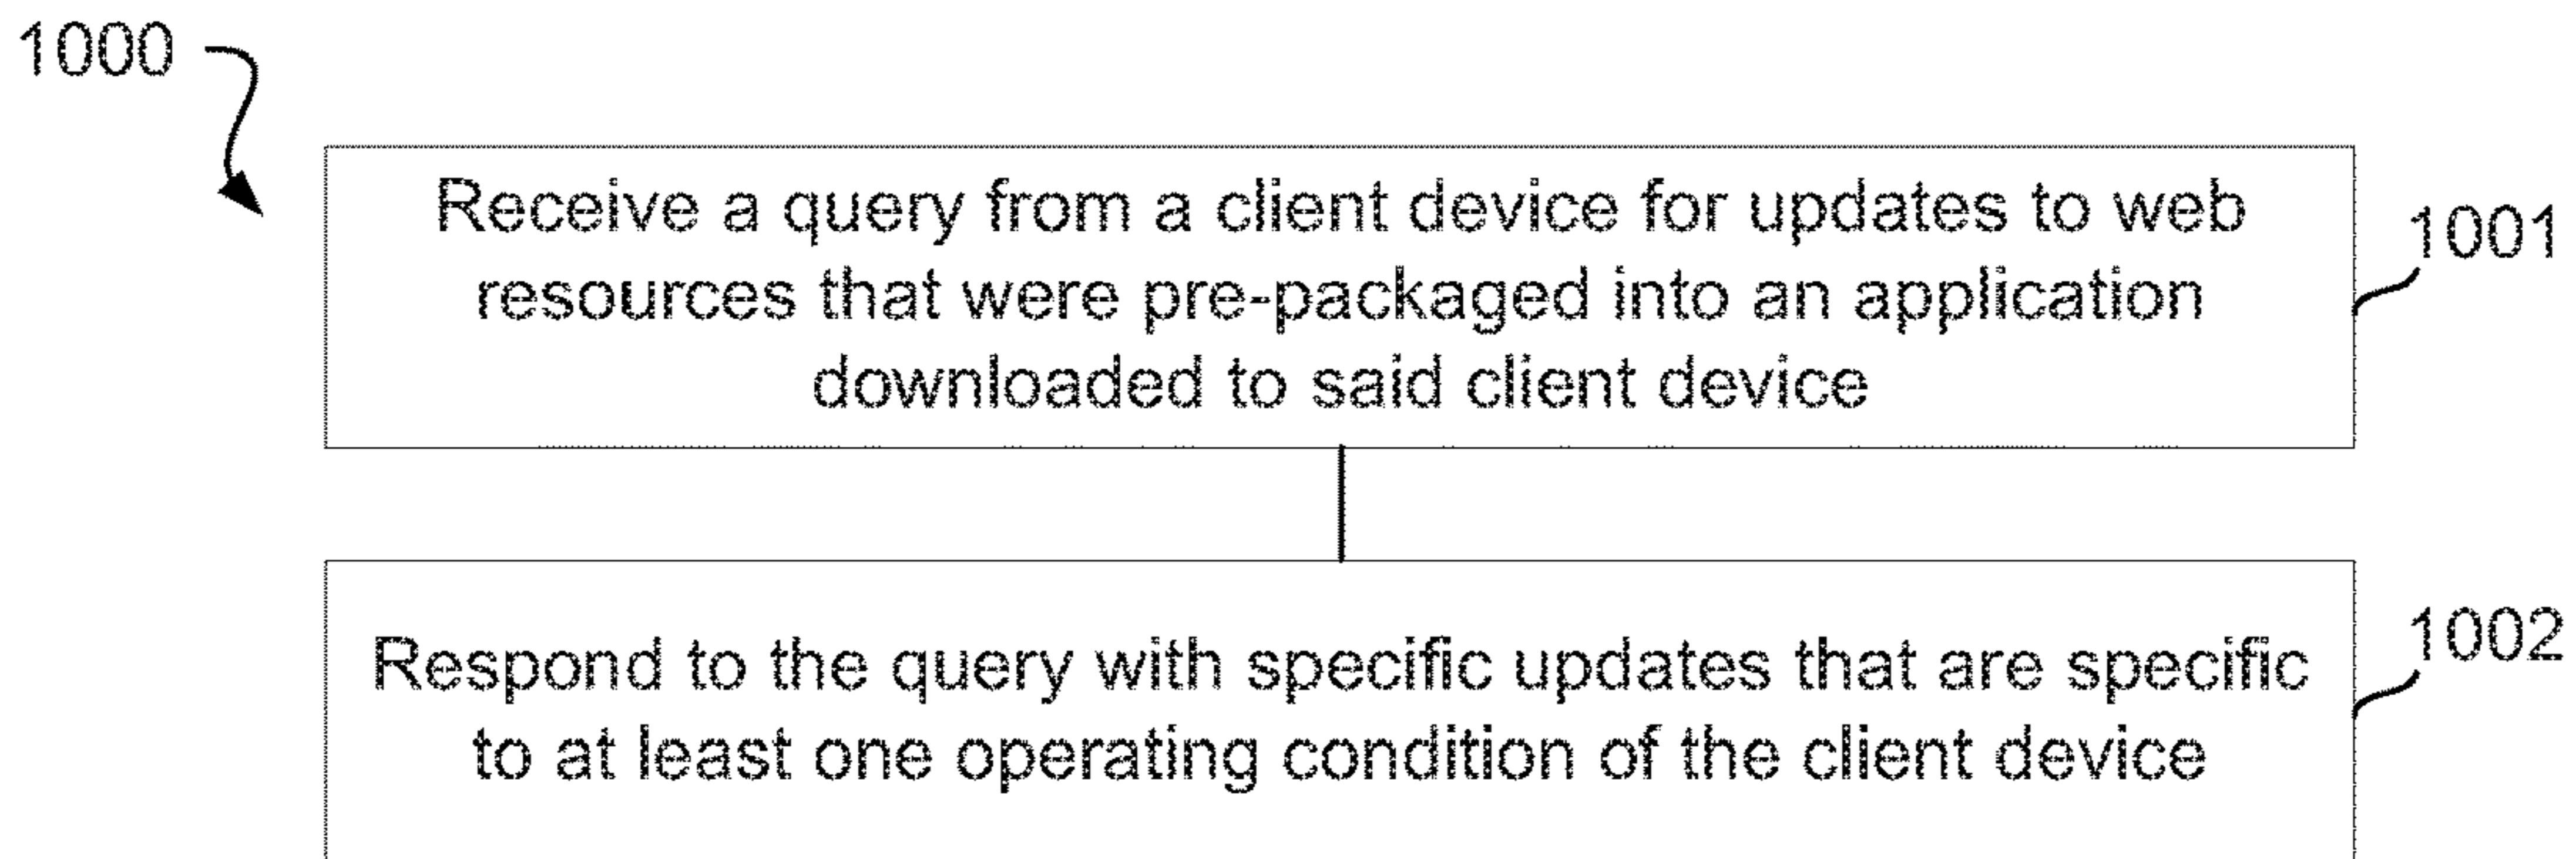 1000
Receive a query from a client device for updates to web
resources that were pre-packaged into an application
downloaded to said client device
1001
Respond to the query with specific updates that are specific
to at least one operating condition of the client device
1002